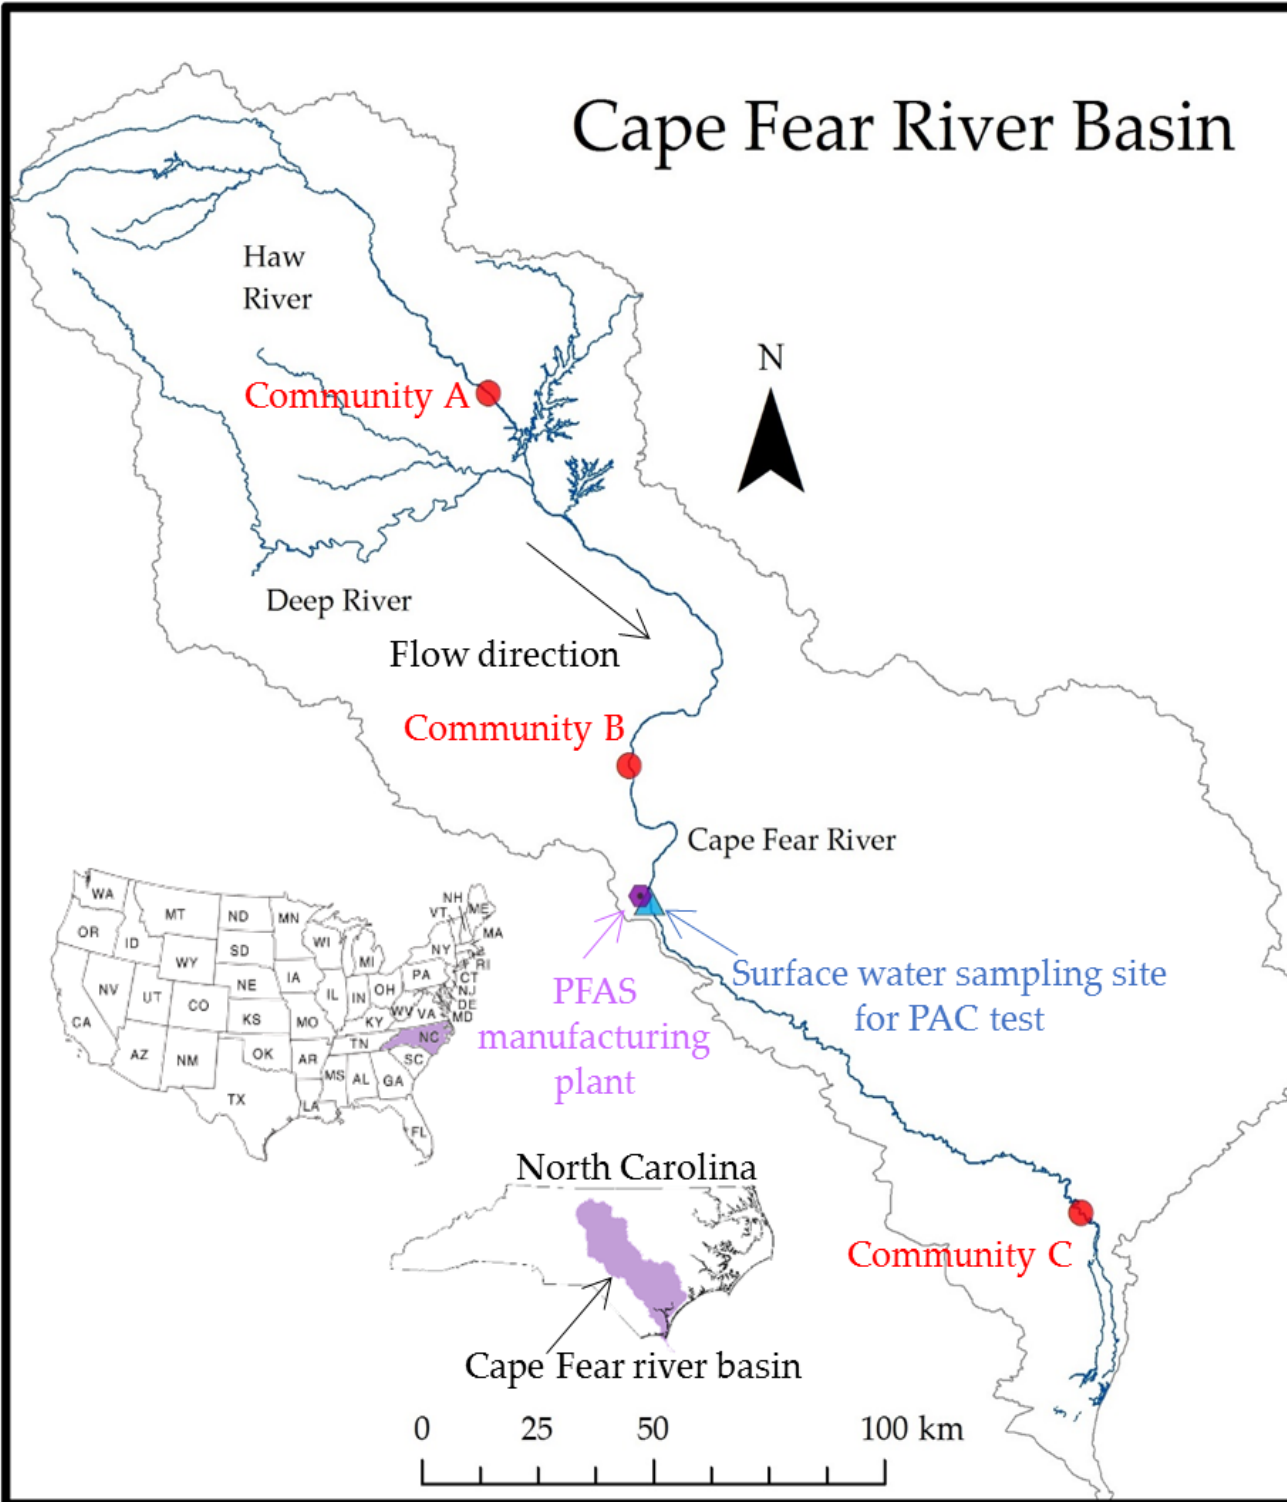 Cape Fear River Basin
Haw
River
N
Community A
Deep River
Flow direction
Community B
Cape Fear River
PFAS
manufacturing
plant
Surface water sampling site
for PAC test
WA
OR
CA
NV
ID
MT
WY
UT
AZ
CO
NM
ND
SD
NE
KS
OK
TX
MN
IA
MO
AR
LA
WI
IL
MS
MI
IN
KY
TN
AL
OH
WV
VA
NC
SC
GA
FL
PA
NY
VT
NH
ME
MA
RI
CT
NJ
DE
MD
North Carolina
Community C
Cape Fear river basin
0 25 50 100 km